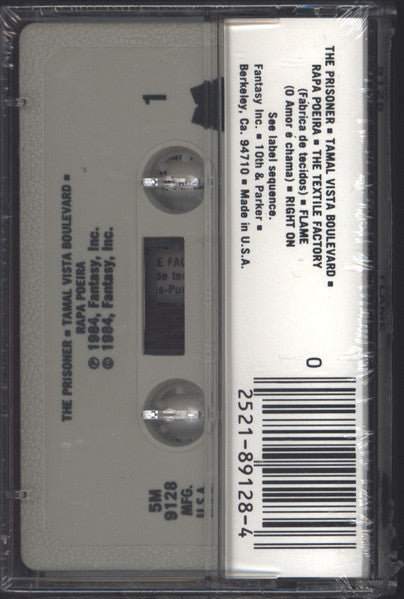 THE PRISONER ▪ TAMAL VISTA BOULEVARD ▪
RAPA POEIRA ▪ THE TEXTILE FACTORY
(Fabrica de tecidos) ▪ FLAME
(O Amor é chama) ▪ RIGHT ON
See label sequence.
Fantasy Inc. ▪ 10th & Parker ▪
Berkeley, Ca. 94710 ▪ Made in U.S.A.
0
2521-89128-4
1
THE PRISONER ▪ TAMAL VISTA BOULEVARD ▪
RAPA POEIRA
℗ 1984, Fantasy, Inc.
© 1984, Fantasy, Inc.
5M
9128
MFG.
U.S.A.
FLAME